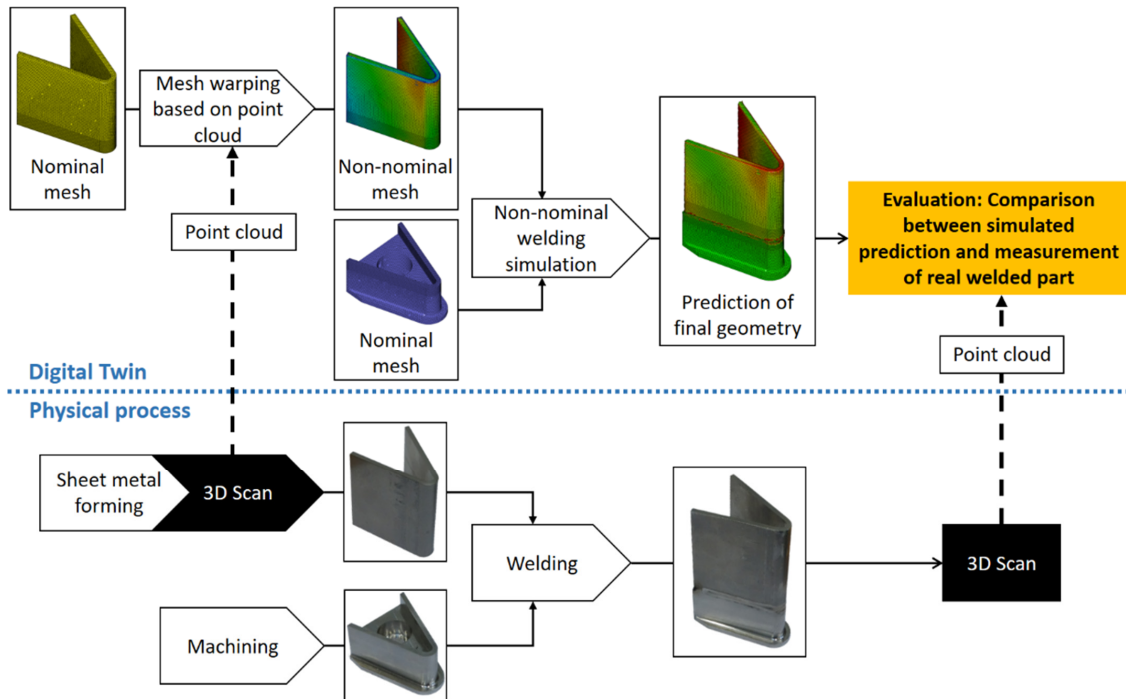 Nominal
mesh
Mesh warping
based on point
cloud
Non-nominal
mesh
Point cloud
Nominal
mesh
Non-nominal
welding
simulation
Prediction of
final geometry
Evaluation: Comparison
between simulated
prediction and measurement
of real welded part
Point cloud
Digital Twin
Physical process
Sheet metal
forming
3D Scan
Machining
Welding
3D Scan